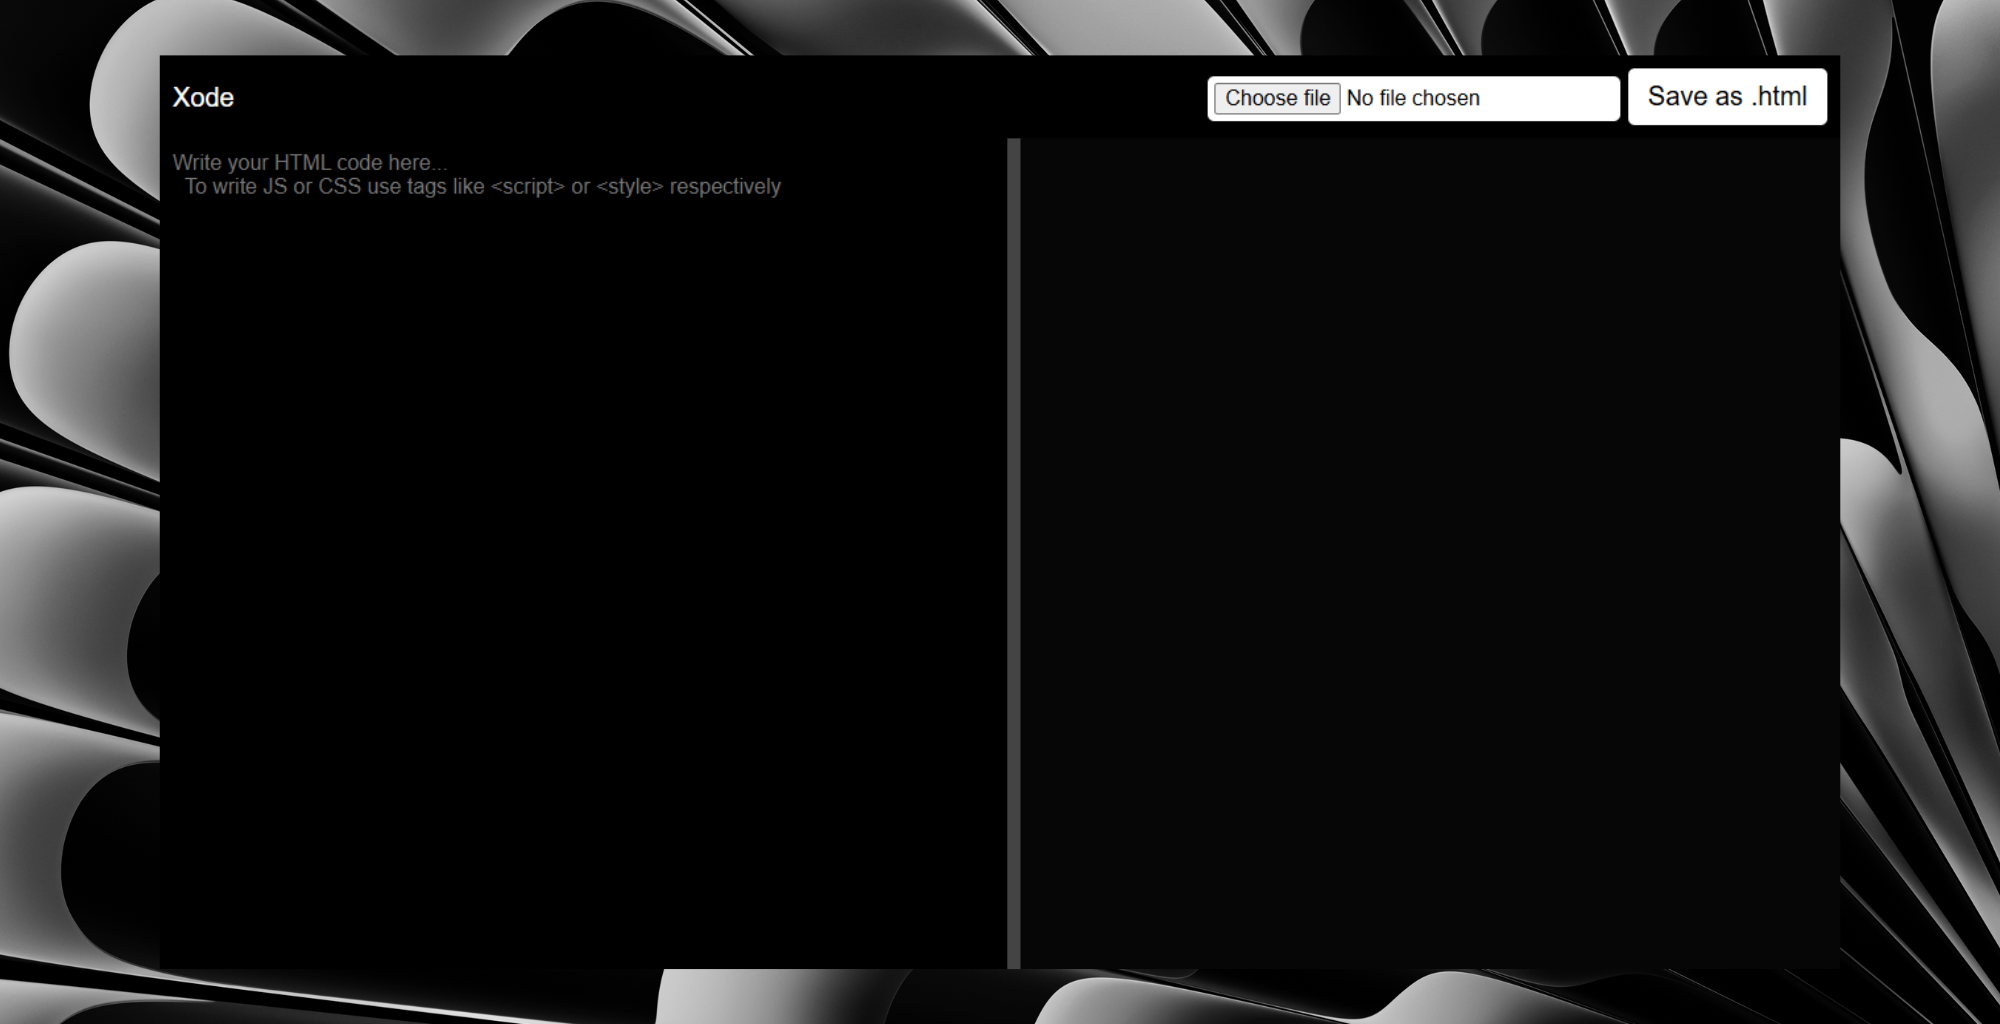 Xode
Choose file No file chosen
Save as .html
Write your HTML code here...
To write JS or CSS use tags like <script> or <style> respectively